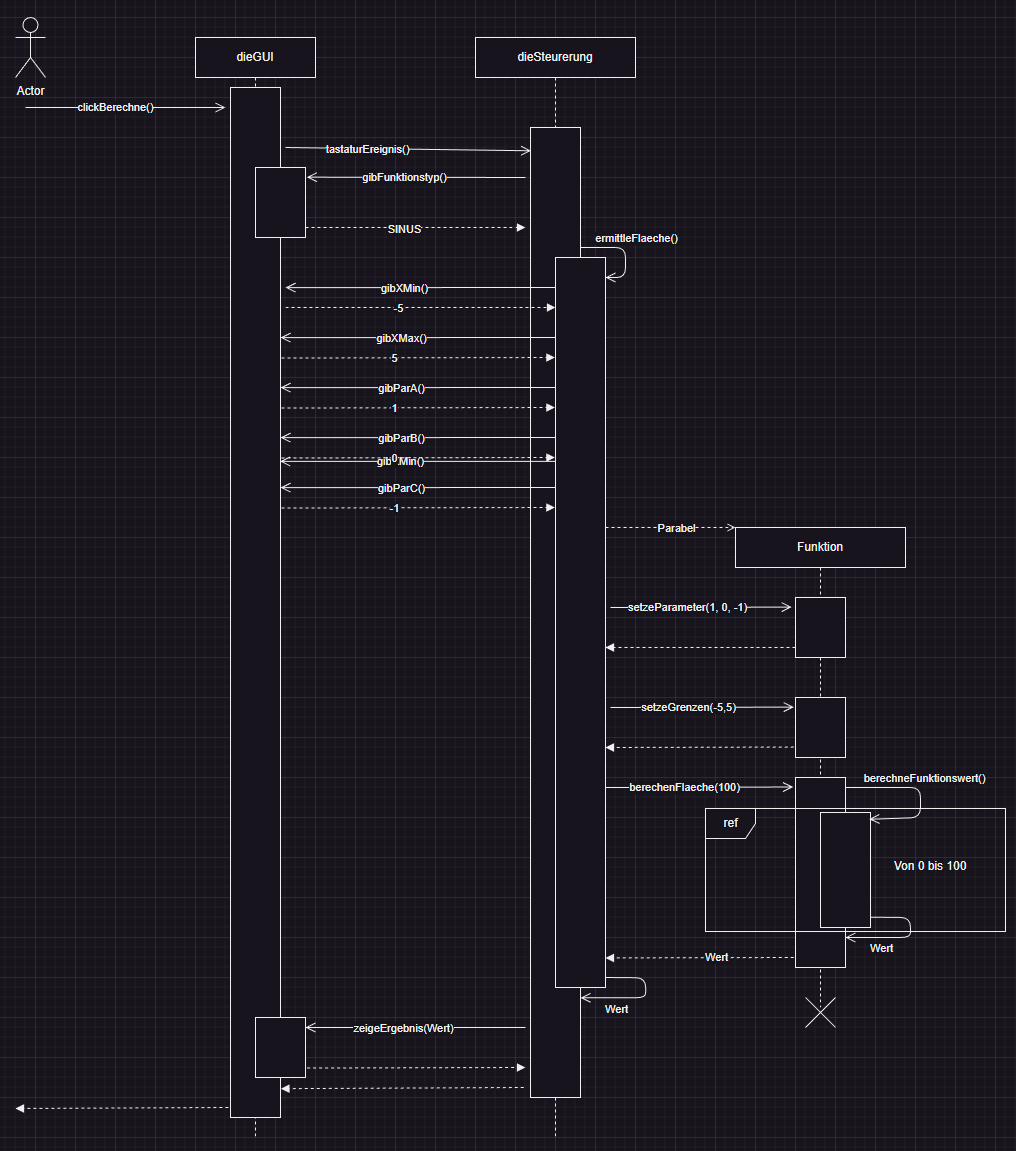 dieGUI
dieSteurerung
Actor
clickBerechne()
tastaturEreignis()
gibFunktionstyp()
SINUS
ermittleFlaeche()
gibXMin()
-5
gibXMax()
5
gibParA()
1
gibParB()
0
gib Min()
gibParC()
-1
Parabel
Funktion
setzeParameter(1, 0, -1)
setzeGrenzen(-5,5)
berechneFunktionswert()
berechenFlaeche(100)
ref
Von 0 bis 100
Wert
Wert
Wert
zeigeErgebnis(Wert)